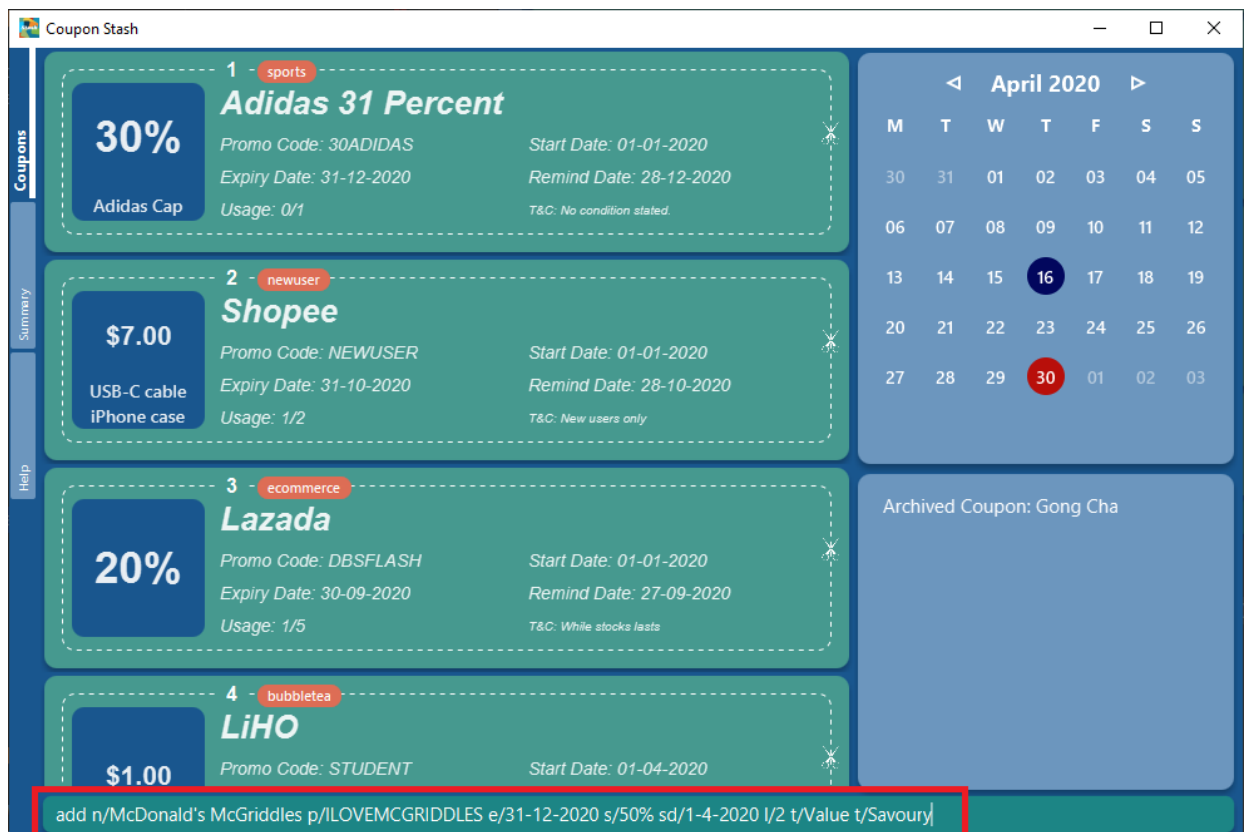 Coupon Stash
Coupons
Summary
Help
1 sports
Adidas 31 Percent
30%
Adidas Cap
Promo Code: 30ADIDAS Start Date: 01-01-2020
Expiry Date: 31-12-2020 Remind Date: 28-12-2020
Usage: 0/1 T&C: No condition stated.
2 newuser
Shopee
$7.00
USB-C cable
iPhone case
Promo Code: NEWUSER Start Date: 01-01-2020
Expiry Date: 31-10-2020 Remind Date: 28-10-2020
Usage: 1/2 T&C: New users only
3 ecommerce
Lazada
20%
Promo Code: DBSFLASH Start Date: 01-01-2020
Expiry Date: 30-09-2020 Remind Date: 27-09-2020
Usage: 1/5 T&C: While stocks lasts
4 bubbletea
LiHO
$1.00
Promo Code: STUDENT Start Date: 01-04-2020
April 2020
M T W T F S S
30 31 01 02 03 04 05
06 07 08 09 10 11 12
13 14 15 16 17 18 19
20 21 22 23 24 25 26
27 28 29 30 01 02 03
Archived Coupon: Gong Cha
add n/McDonald's McGriddles p/ILOVEMCGRIDDLES e/31-12-2020 s/50% sd/1-4-2020 l/2 t/Value t/Savoury